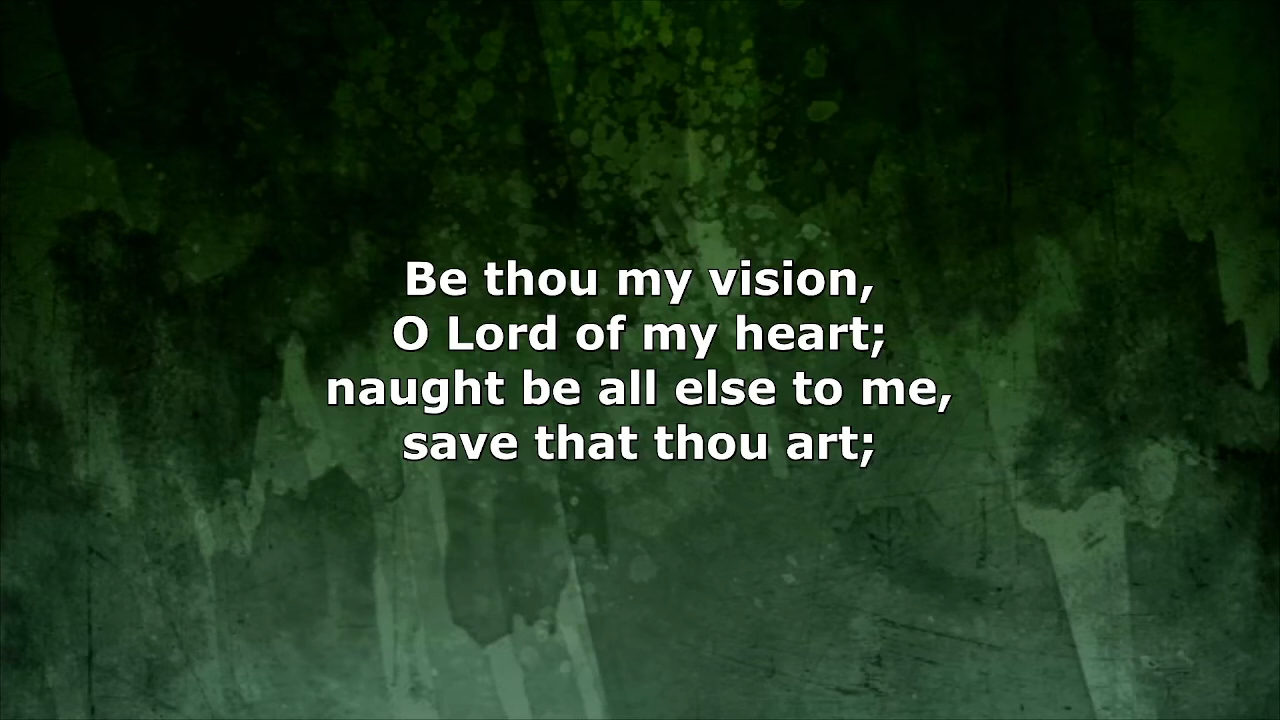 Be thou my vision,
O Lord of my heart;
naught be all else to me,
save that thou art;